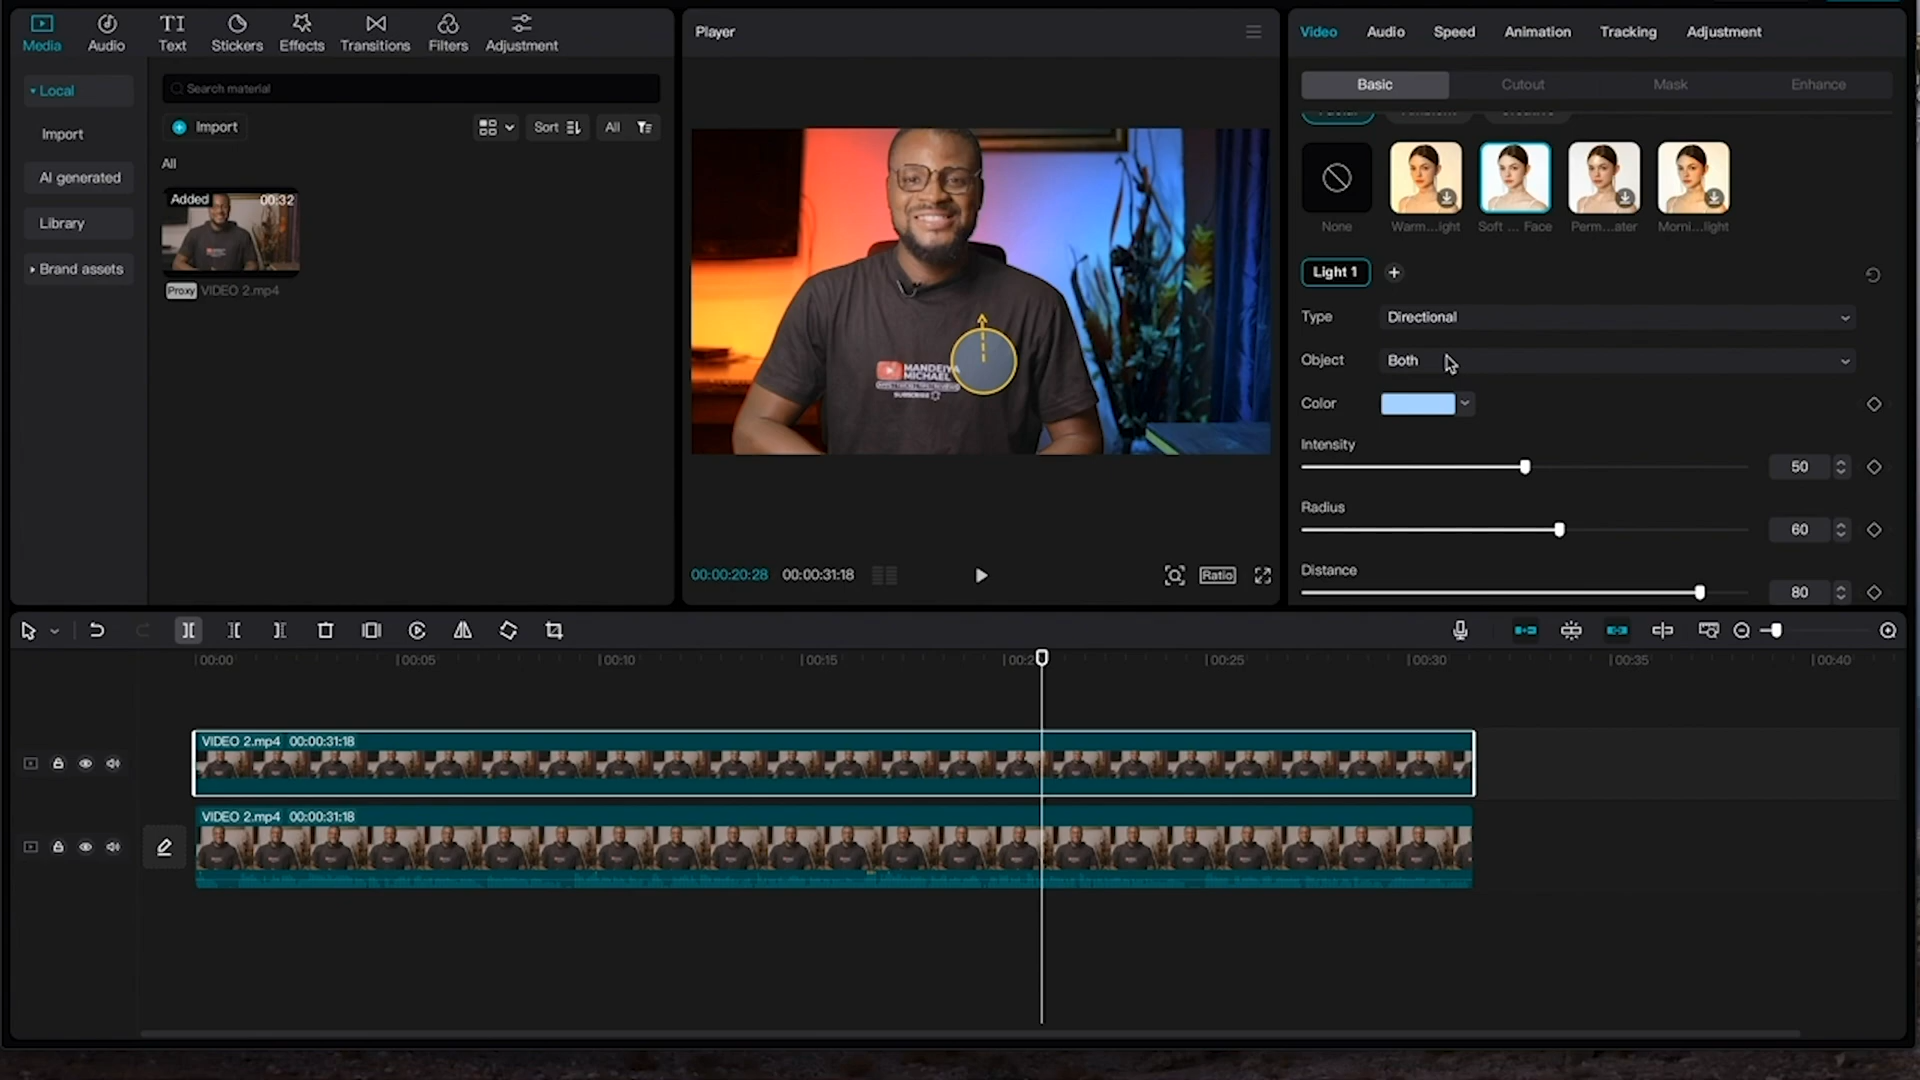 Media
Audio
Text
Stickers
Effects
Transitions
Filters
Adjustment
Local
Import
AI generated
Library
Brand assets
Search material
Import
Sort
All
All
Added
00:32
Proxy
VIDEO 2.mp4
Player
MANDEIYA
MICHAEL
SUBSCRIBE
00:00:20:28
00:00:31:18
Ratio
Video
Audio
Speed
Animation
Tracking
Adjustment
Basic
Cutout
Mask
Enhance
None
Warm...ight
Soft ... Face
Perm...ater
Morni...light
Light 1
Type
Directional
Object
Both
Color
Intensity
50
Radius
60
Distance
80
00:00
00:05
00:10
00:15
00:2
00:25
00:30
00:35
00:40
VIDEO 2.mp4 00:00:31:18
VIDEO 2.mp4 00:00:31:18